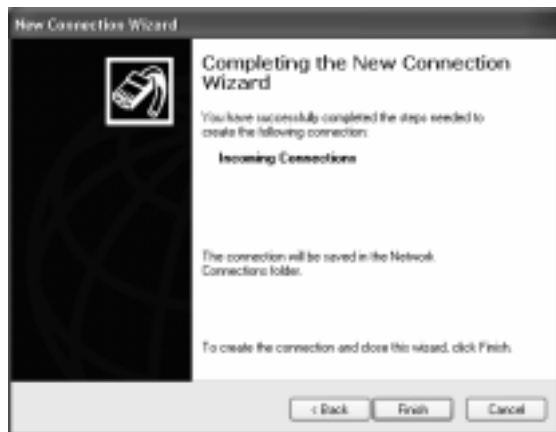 New Connection Wizard
Completing the New Connection
Wizard
You have successfully completed the steps needed to
create the following connection:
Incoming Connections
The connection will be saved in the Network
Connections folder.
To create the connection and close this wizard, click Finish.
< Back
Finish
Cancel